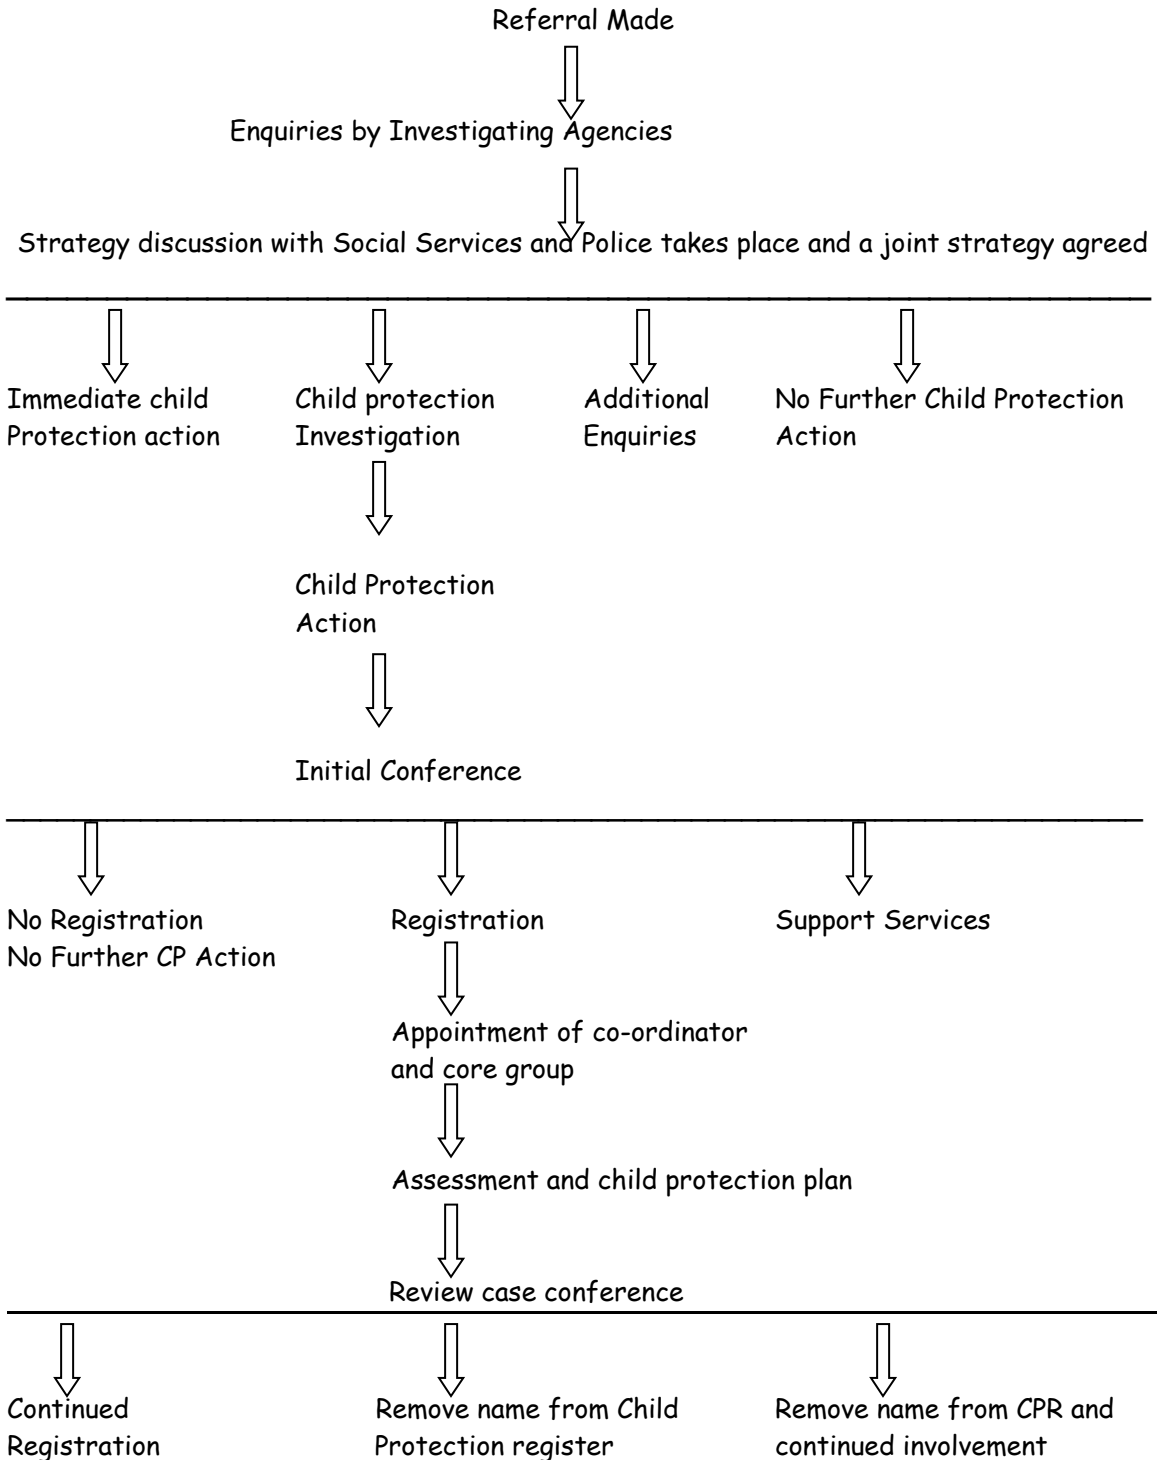 Referral Made
Enquiries by Investigating Agencies
Strategy discussion with Social Services and Police takes place and a joint strategy agreed
Immediate child
Protection action
Child protection
Investigation
Additional
Enquiries
No Further Child Protection
Action
Child Protection
Action
Initial Conference
No Registration
No Further CP Action
Registration
Support Services
Appointment of co-ordinator
and core group
Assessment and child protection plan
Review case conference
Continued
Registration
Remove name from Child
Protection register
Remove name from CPR and
continued involvement